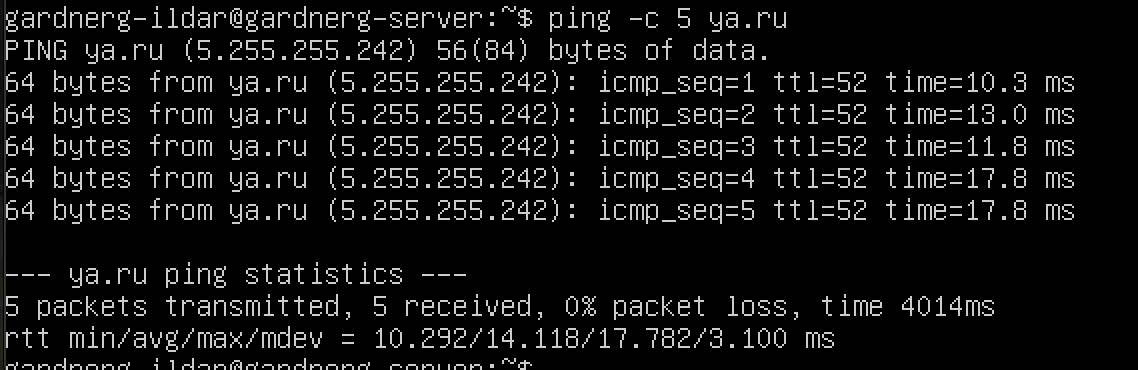 gardnerg-ildar@gardnerg-server:~$ ping -c 5 ya.ru
PING ya.ru (5.255.255.242) 56(84) bytes of data.
64 bytes from ya.ru (5.255.255.242): icmp_seq=1 ttl=52 time=10.3 ms
64 bytes from ya.ru (5.255.255.242): icmp_seq=2 ttl=52 time=13.0 ms
64 bytes from ya.ru (5.255.255.242): icmp_seq=3 ttl=52 time=11.8 ms
64 bytes from ya.ru (5.255.255.242): icmp_seq=4 ttl=52 time=17.8 ms
64 bytes from ya.ru (5.255.255.242): icmp_seq=5 ttl=52 time=17.8 ms
--- ya.ru ping statistics ---
5 packets transmitted, 5 received, 0% packet loss, time 4014ms
rtt min/avg/max/mdev = 10.292/14.118/17.782/3.100 ms
gardnerg-ildar@gardnerg-server:~$